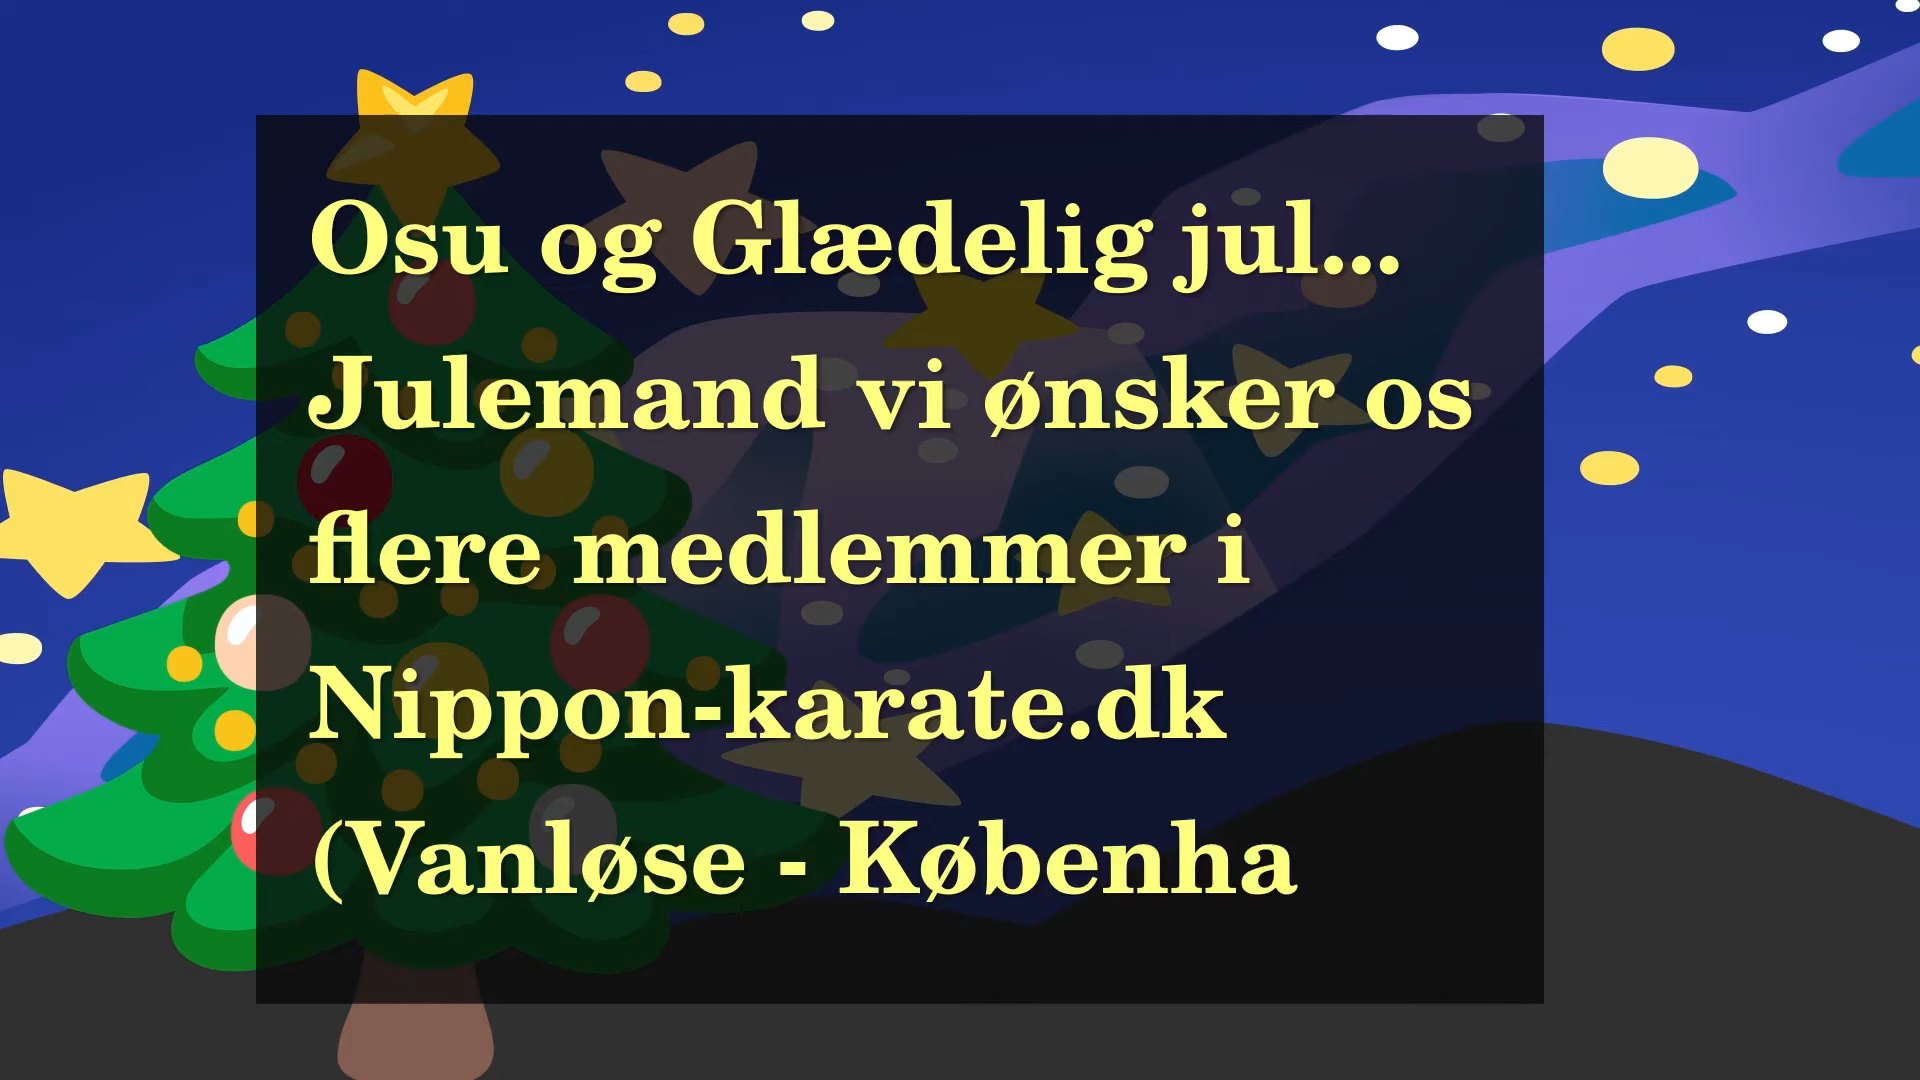 Osu og Glædelig jul...
Julemand vi ønsker os
flere medlemmer i
Nippon-karate.dk
(Vanløse - Københa